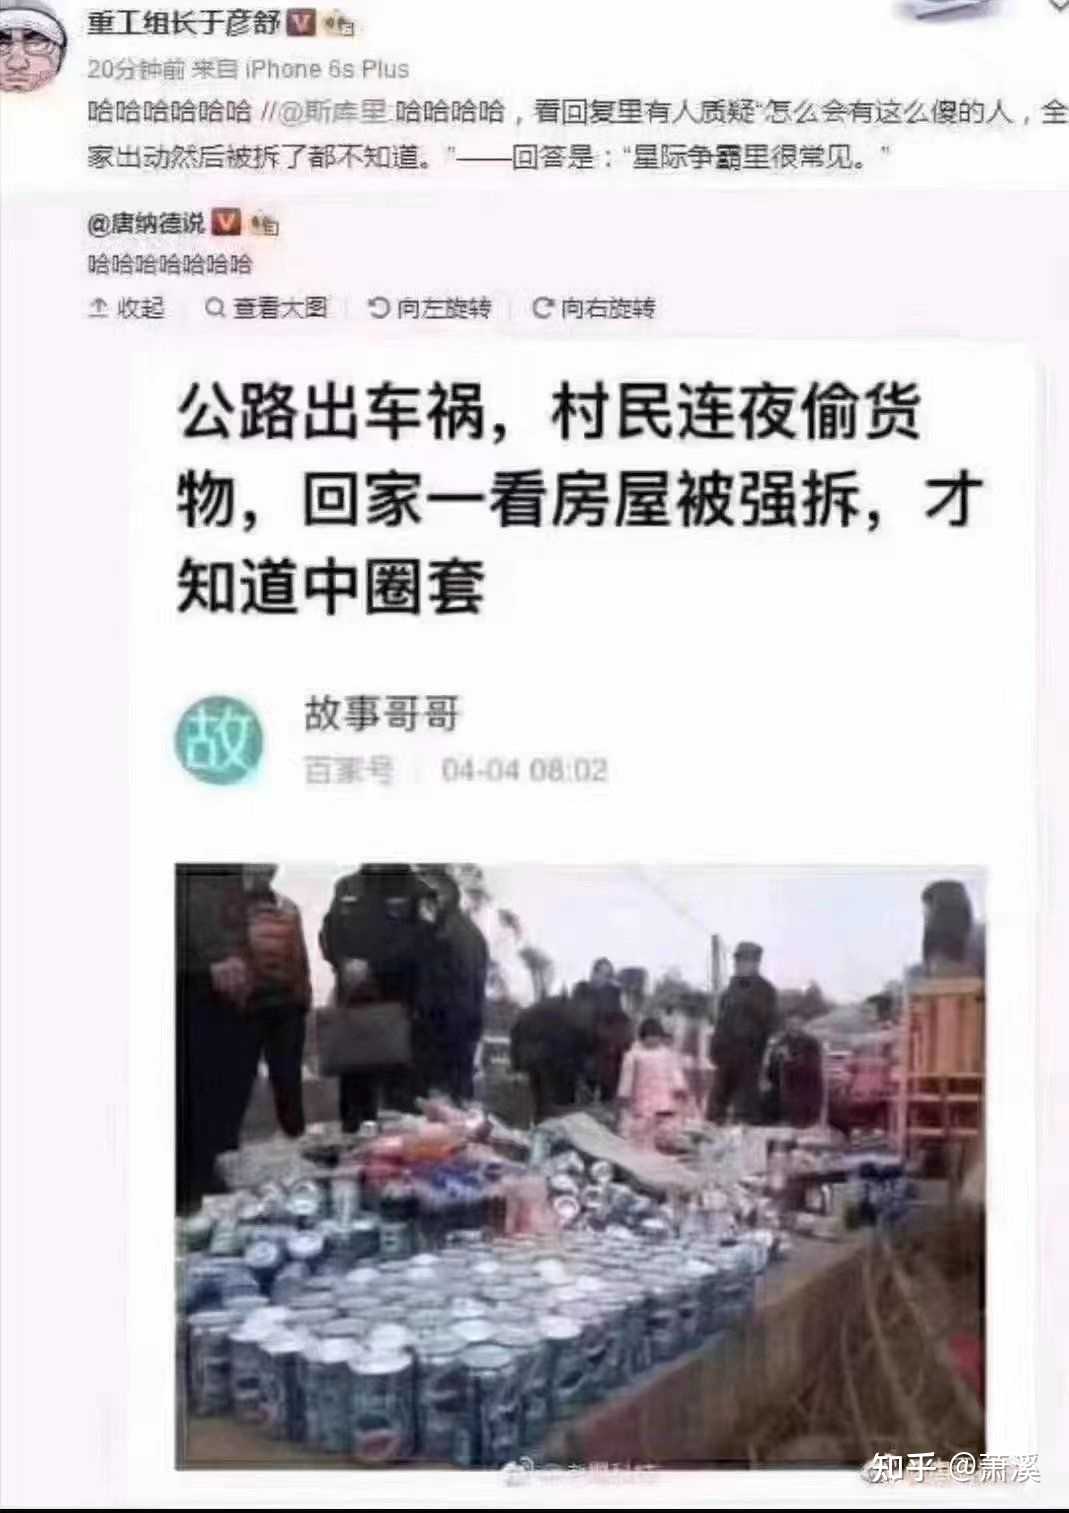 重工组长于彦舒
20分钟前 来自 iPhone 6s Plus
哈哈哈哈哈哈 //@斯库里:哈哈哈哈，看回复里有人质疑“怎么会有这么傻的人，全
家出动然后被拆了都不知道。”——回答是：“星际争霸里很常见。”
@唐纳德说
哈哈哈哈哈哈哈
收起 查看大图 向左旋转 向右旋转
公路出车祸，村民连夜偷货
物，回家一看房屋被强拆，才
知道中圈套
故
故事哥哥
百家号 04-04 08:02
知乎 @萧溪